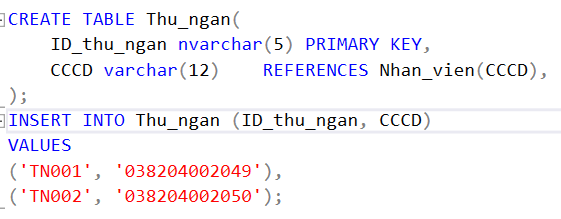 CREATE TABLE Thu_ngan(
    ID_thu_ngan nvarchar(5) PRIMARY KEY,
    CCCD varchar(12)    REFERENCES Nhan_vien(CCCD),
);
INSERT INTO Thu_ngan (ID_thu_ngan, CCCD)
VALUES
('TN001', '038204002049'),
('TN002', '038204002050');